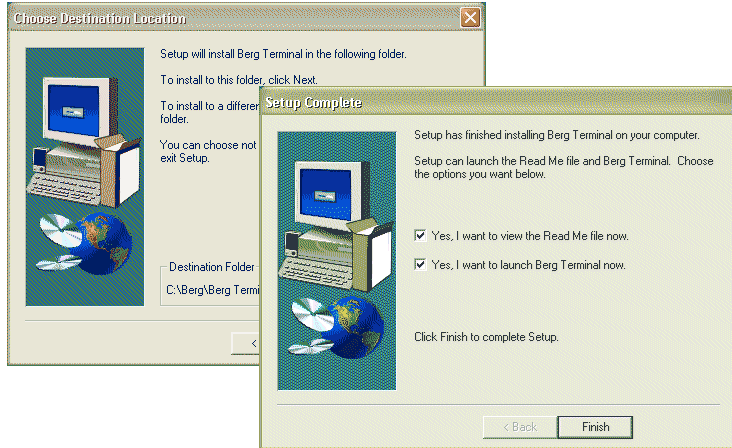 Choose Destination Location
Setup will install Berg Terminal in the following folder.
To install to this folder, click Next.
To install to a differe
folder.
You can choose not
exit Setup.
Destination Folder
C:\Berg\Berg Termi
<
Setup Complete
Setup has finished installing Berg Terminal on your computer.
Setup can launch the Read Me file and Berg Terminal. Choose
the options you want below.
Yes, I want to view the Read Me file now.
Yes, I want to launch Berg Terminal now.
Click Finish to complete Setup.
< Back
Finish